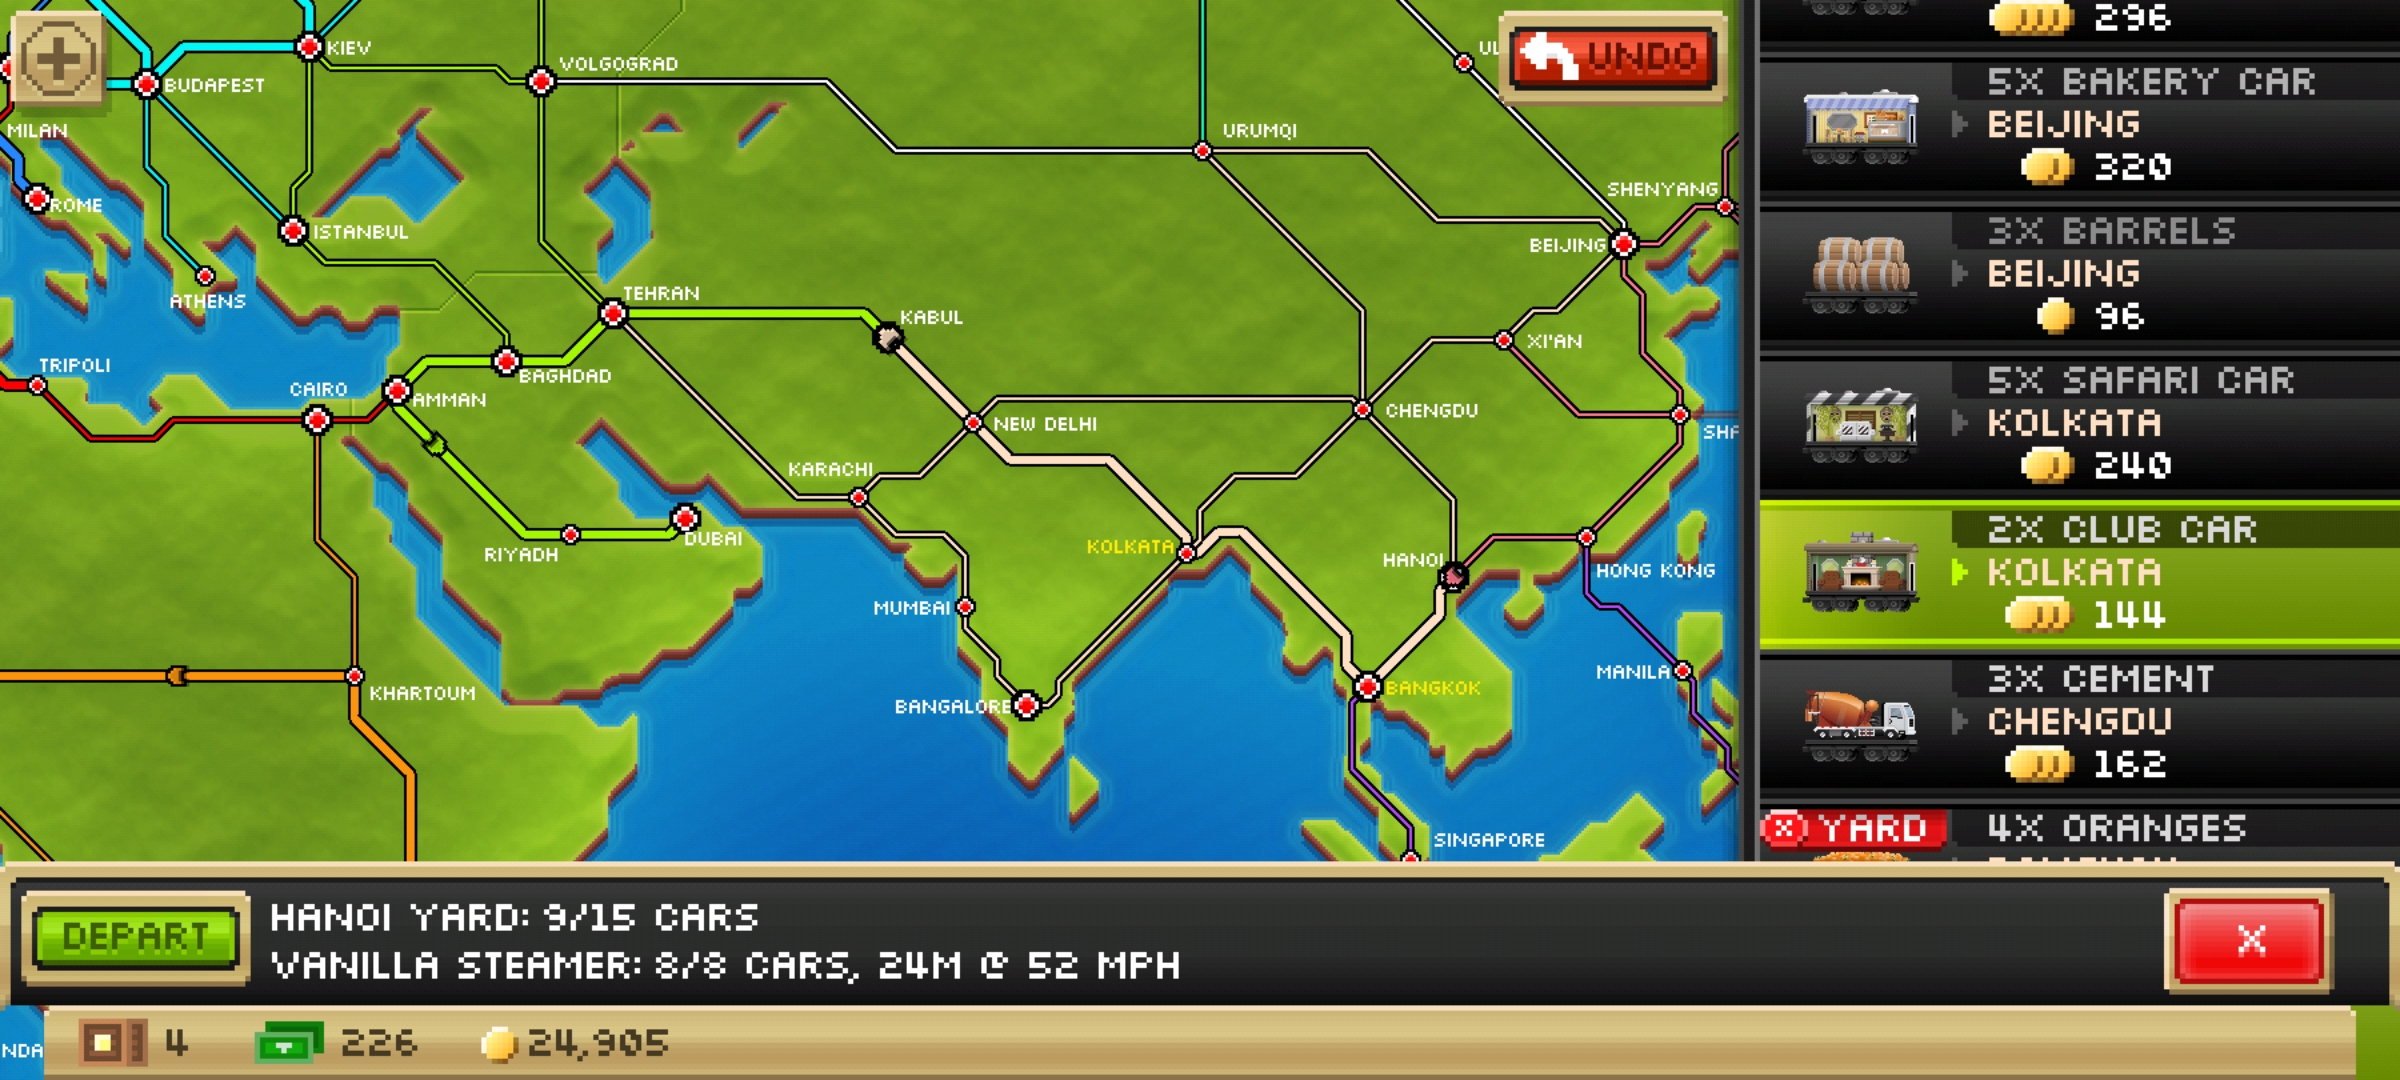 KIEV
BUDAPEST
VOLGOGRAD
UNDO
MILAN
URUMQI
SHENYANG
ROME
ISTANBUL
BEIJING
ATHENS
TEHRAN
KABUL
XI'AN
TRIPOLI
CAIRO
BAGHDAD
AMMAN
NEW DELHI
CHENGDU
KARACHI
RIYADH
DUBAI
KOLKATA
HANOI
HONG KONG
MUMBAI
MANILA
KHARTOUM
BANGALORE
BANGKOK
SINGAPORE
296
5X BAKERY CAR
BEIJING
320
3X BARRELS
BEIJING
96
5X SAFARI CAR
KOLKATA
240
2X CLUB CAR
KOLKATA
144
3X CEMENT
CHENGDU
162
YARD
4X ORANGES
DEPART
HANOI YARD: 9/15 CARS
VANILLA STEAMER: 8/8 CARS, 24M @ 52 MPH
X
4
226
24,905